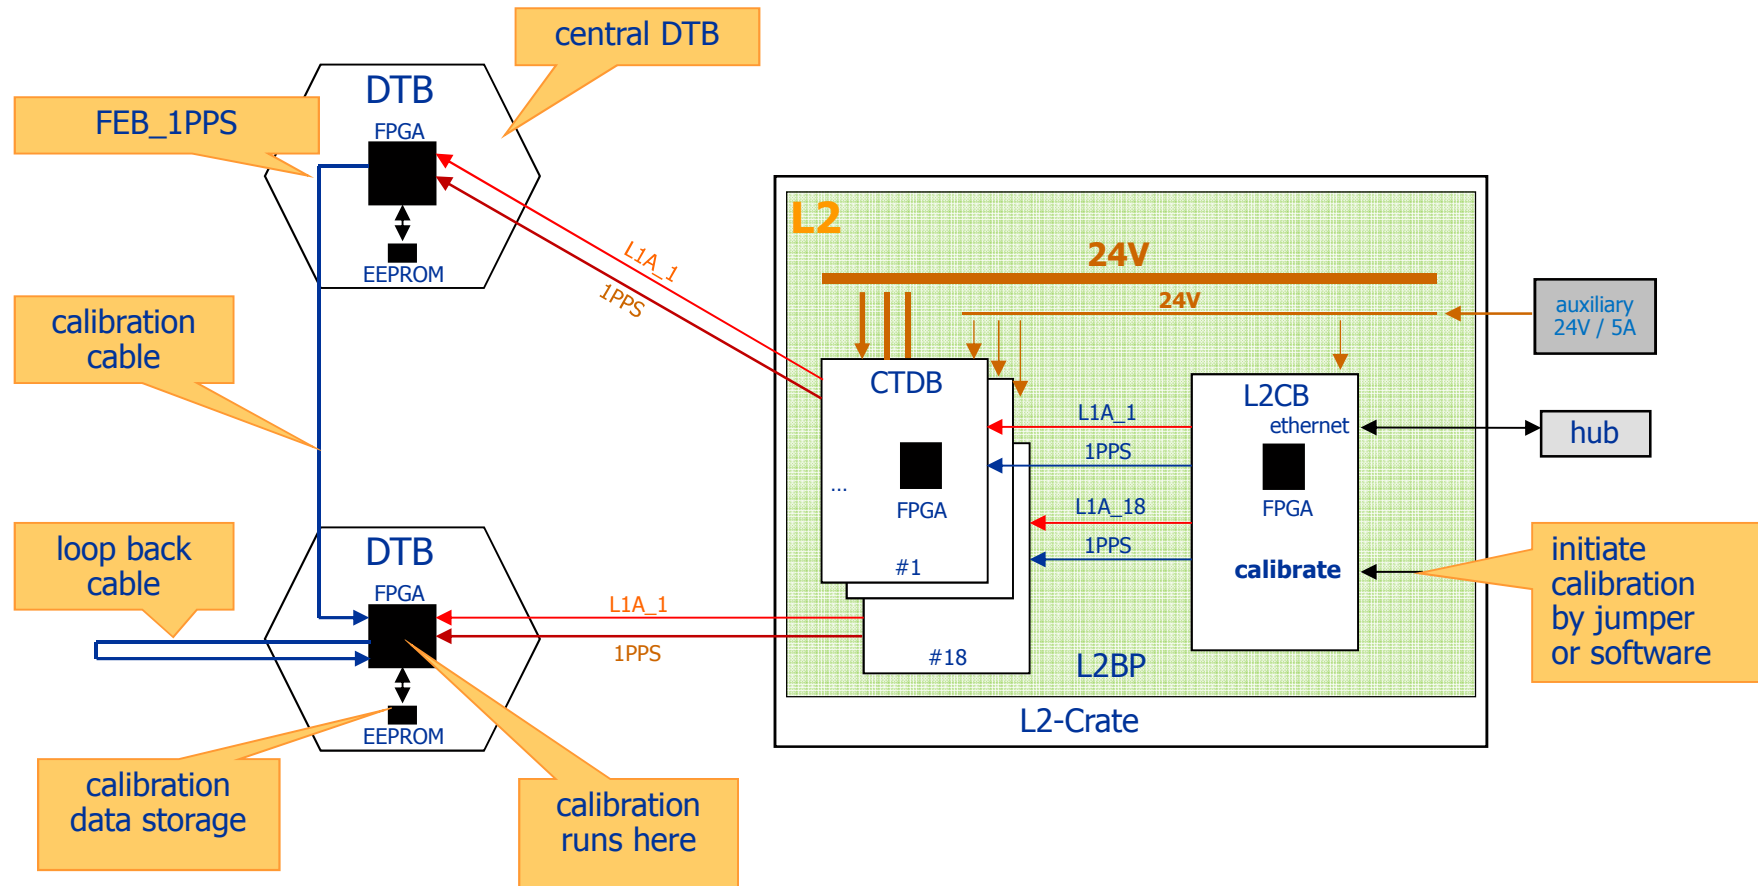 central DTB
DTB
FEB_1PPS
FPGA
EEPROM
L1A_1
1PPS
calibration
cable
L2
24V
24V
auxiliary
24V / 5A
CTDB
L2CB
ethernet
hub
L1A_1
1PPS
...
FPGA
FPGA
L1A_18
1PPS
#1
calibrate
initiate
calibration
by jumper
or software
loop back
cable
DTB
FPGA
L1A_1
1PPS
#18
L2BP
L2-Crate
EEPROM
calibration
data storage
calibration
runs here